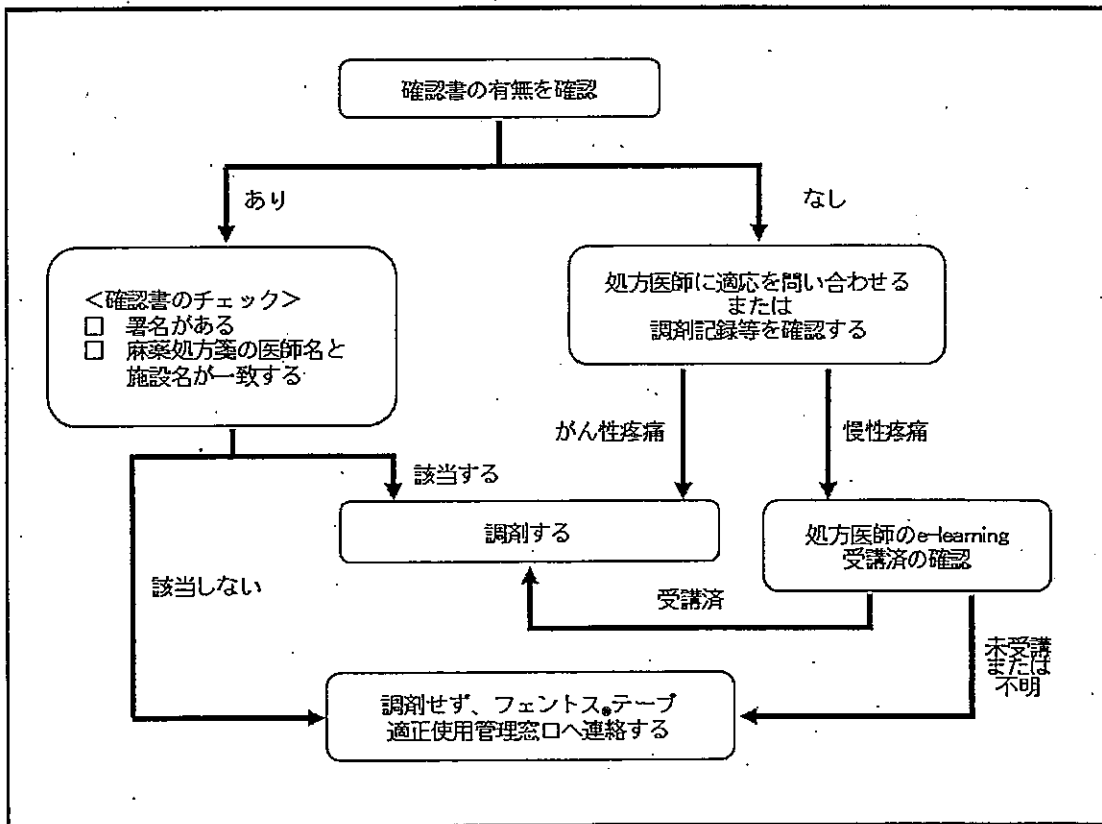 確認書の有無を確認
あり
なし
<確認書のチェック>
□ 署名がある
□ 麻薬処方箋の医師名と
施設名が一致する
処方医師に適応を問い合わせる
または
調剤記録等を確認する
がん性疼痛
慢性疼痛
該当する
調剤する
処方医師のe-learning
受講済の確認
該当しない
受講済
未受講
または
不明
調剤せず、フェントス®テープ
適正使用管理窓口へ連絡する